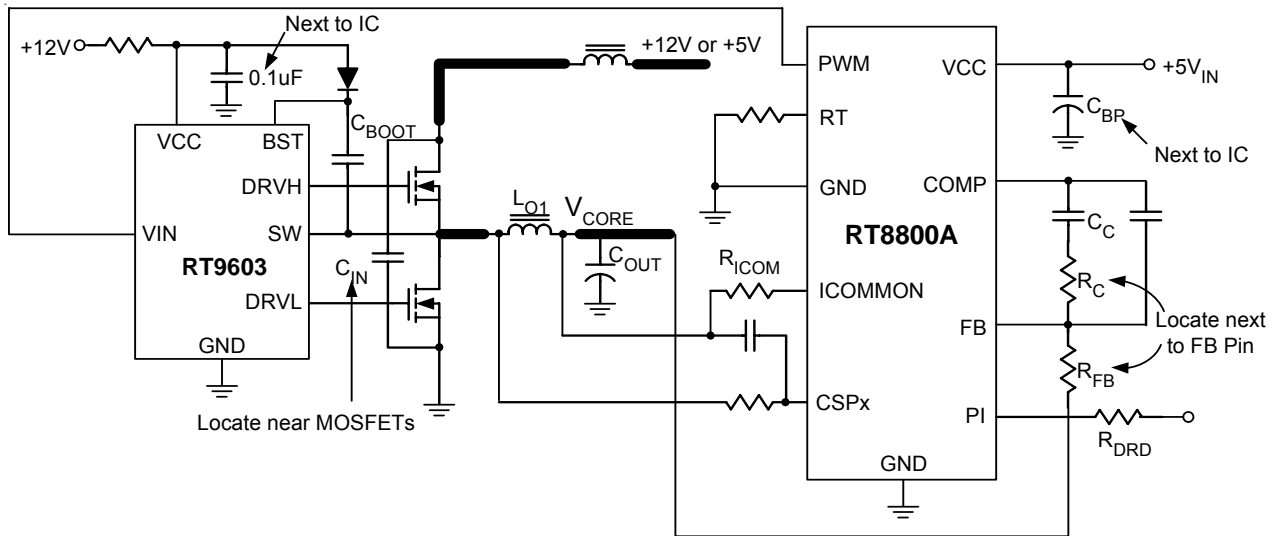 Next to IC
+12V
0.1uF
+12V or +5V
VCC
BST
C_BOOT
DRVH
VIN
SW
RT9603
C_IN
DRVL
GND
Locate near MOSFETs
L_O1
V_CORE
C_OUT
R_ICOM
PWM
VCC
+5V_IN
RT
C_BP
Next to IC
GND
COMP
C_C
RT8800A
R_C
ICOMMON
FB
Locate next
to FB Pin
R_FB
CSPx
PI
R_DRD
GND